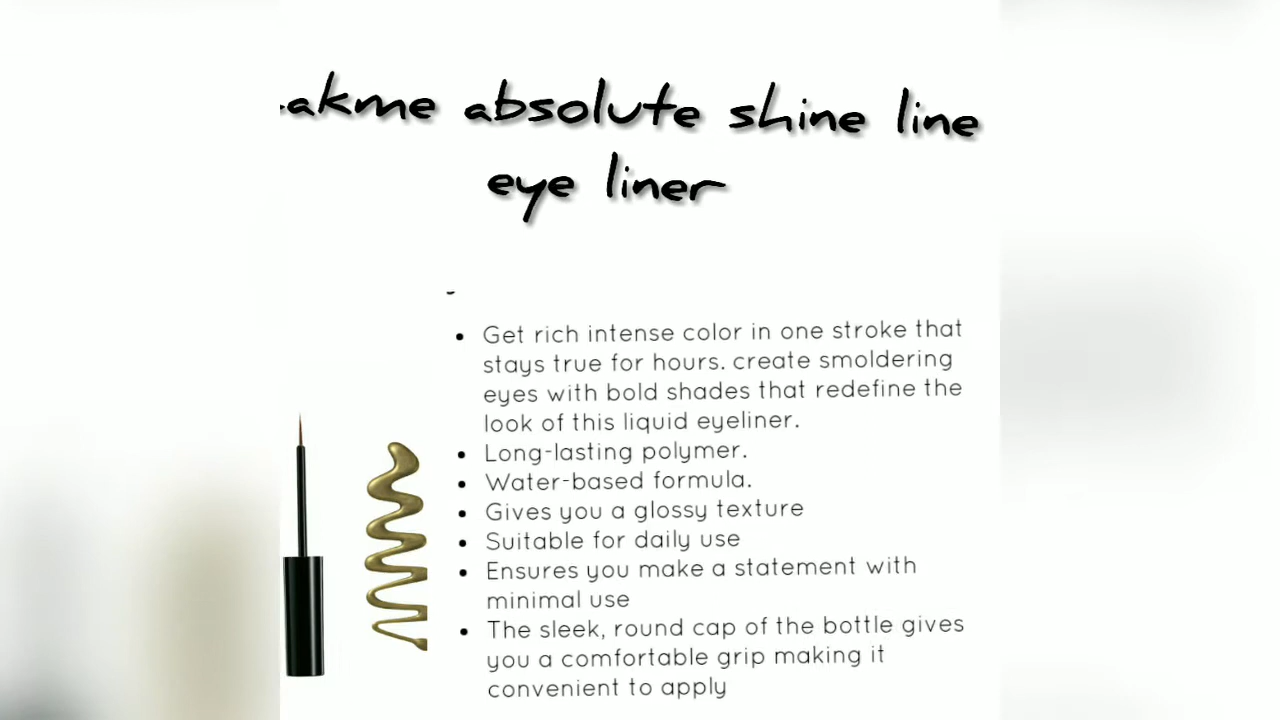 akme absolute shine line
eye liner
Get rich intense color in one stroke that
stays true for hours. create smoldering
eyes with bold shades that redefine the
look of this liquid eyeliner.
Long-lasting polymer.
Water-based formula.
Gives you a glossy texture
Suitable for daily use
Ensures you make a statement with
minimal use
The sleek, round cap of the bottle gives
you a comfortable grip making it
convenient to apply